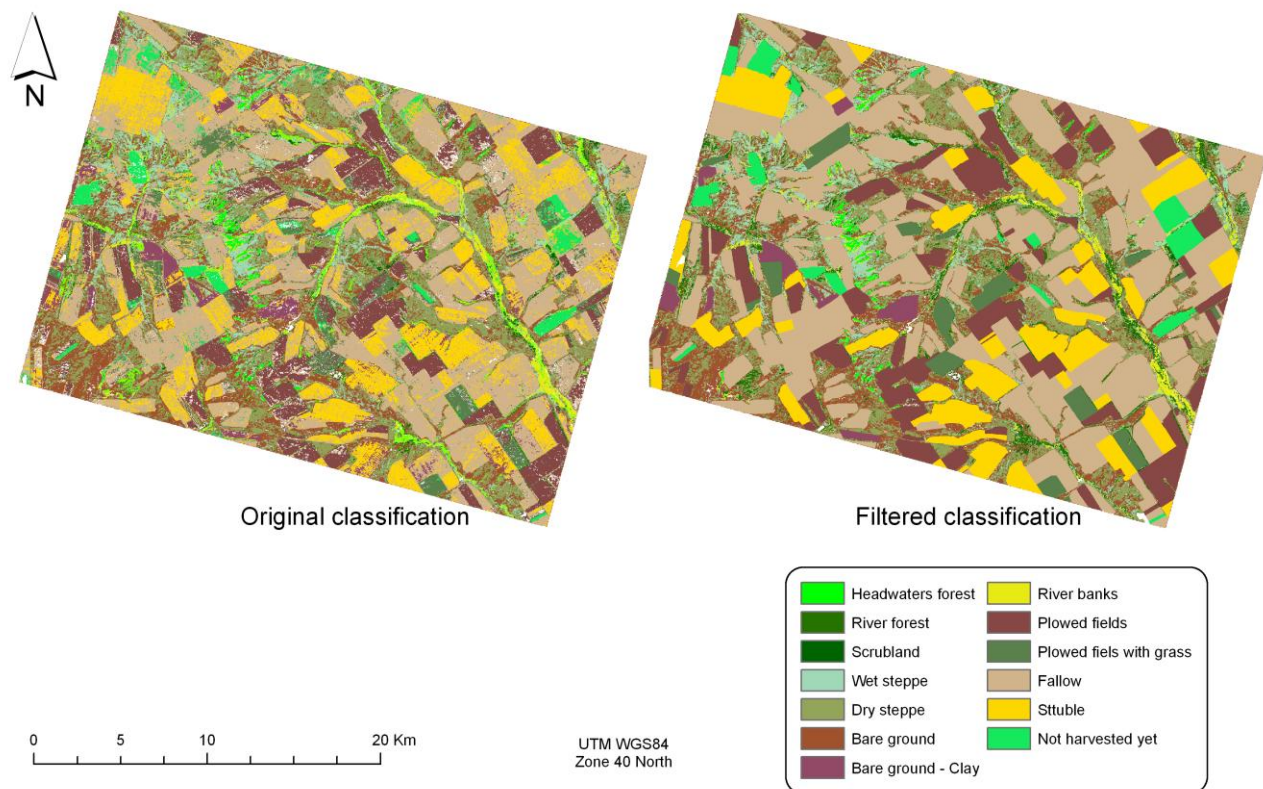 N
Original classification
Filtered classification
Headwaters forest
River forest
Scrubland
Wet steppe
Dry steppe
Bare ground
Bare ground - Clay
River banks
Plowed fields
Plowed fiels with grass
Fallow
Sttuble
Not harvested yet
0 5 10 20 Km
UTM WGS84
Zone 40 North